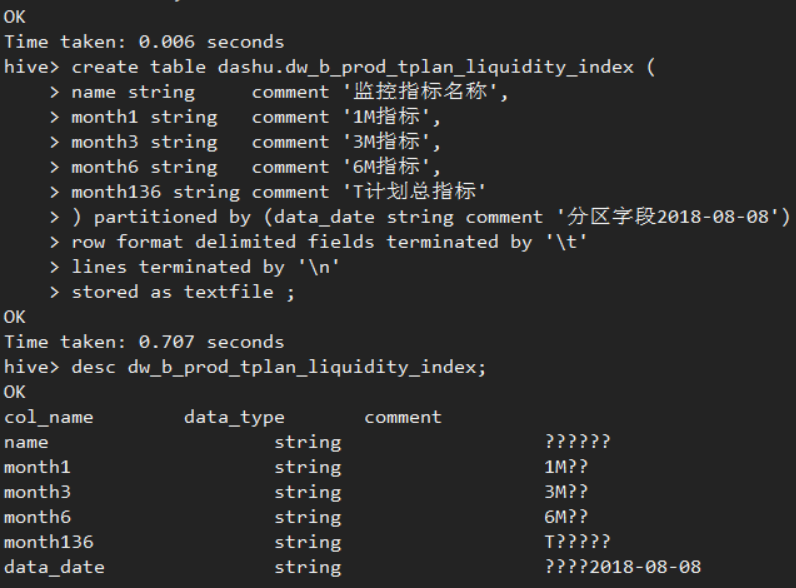 OK
Time taken: 0.006 seconds
hive> create table dashu.dw_b_prod_tplan_liquidity_index (
    > name string     comment '监控指标名称',
    > month1 string   comment '1M指标',
    > month3 string   comment '3M指标',
    > month6 string   comment '6M指标',
    > month136 string comment 'T计划总指标'
    > ) partitioned by (data_date string comment '分区字段2018-08-08')
    > row format delimited fields terminated by '\t'
    > lines terminated by '\n'
    > stored as textfile ;
OK
Time taken: 0.707 seconds
hive> desc dw_b_prod_tplan_liquidity_index;
OK
col_name        data_type       comment
name                    string                  ??????
month1                  string                  1M??
month3                  string                  3M??
month6                  string                  6M??
month136                string                  T?????
data_date               string                  ????2018-08-08